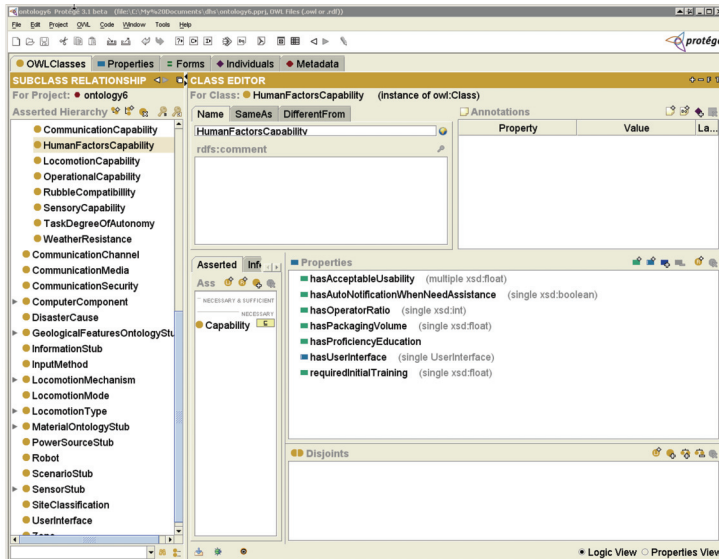 ontology6 Protégé 3.1 beta (file:\C:\My%20Documents\dhs\ontology6.pprj, OWL Files (.owl or .rdf))
File Edit Project OWL Code Window Tools Help
protégé
OWLClasses Properties Forms Individuals Metadata
SUBCLASS RELATIONSHIP
For Project: ontology6
Asserted Hierarchy
CommunicationCapability
HumanFactorsCapability
LocomotionCapability
OperationalCapability
RubbleCompatibility
SensoryCapability
TaskDegreeOfAutonomy
WeatherResistance
CommunicationChannel
CommunicationMedia
CommunicationSecurity
ComputerComponent
DisasterCause
GeologicalFeaturesOntologyStu
InformationStub
InputMethod
LocomotionMechanism
LocomotionMode
LocomotionType
MaterialOntologyStub
PowerSourceStub
Robot
ScenarioStub
SensorStub
SiteClassification
UserInterface
CLASS EDITOR
For Class: HumanFactorsCapability (instance of owl:Class)
Name SameAs DifferentFrom
HumanFactorsCapability
rdfs:comment
Annotations
Property Value La...
Asserted Infe
Ass
NECESSARY & SUFFICIENT
NECESSARY
Capability
Properties
hasAcceptableUsability (multiple xsd:float)
hasAutoNotificationWhenNeedAssistance (single xsd:boolean)
hasOperatorRatio (single xsd:int)
hasPackagingVolume (single xsd:float)
hasProficiencyEducation
hasUserInterface (single UserInterface)
requiredInitialTraining (single xsd:float)
Disjoints
Logic View Properties View